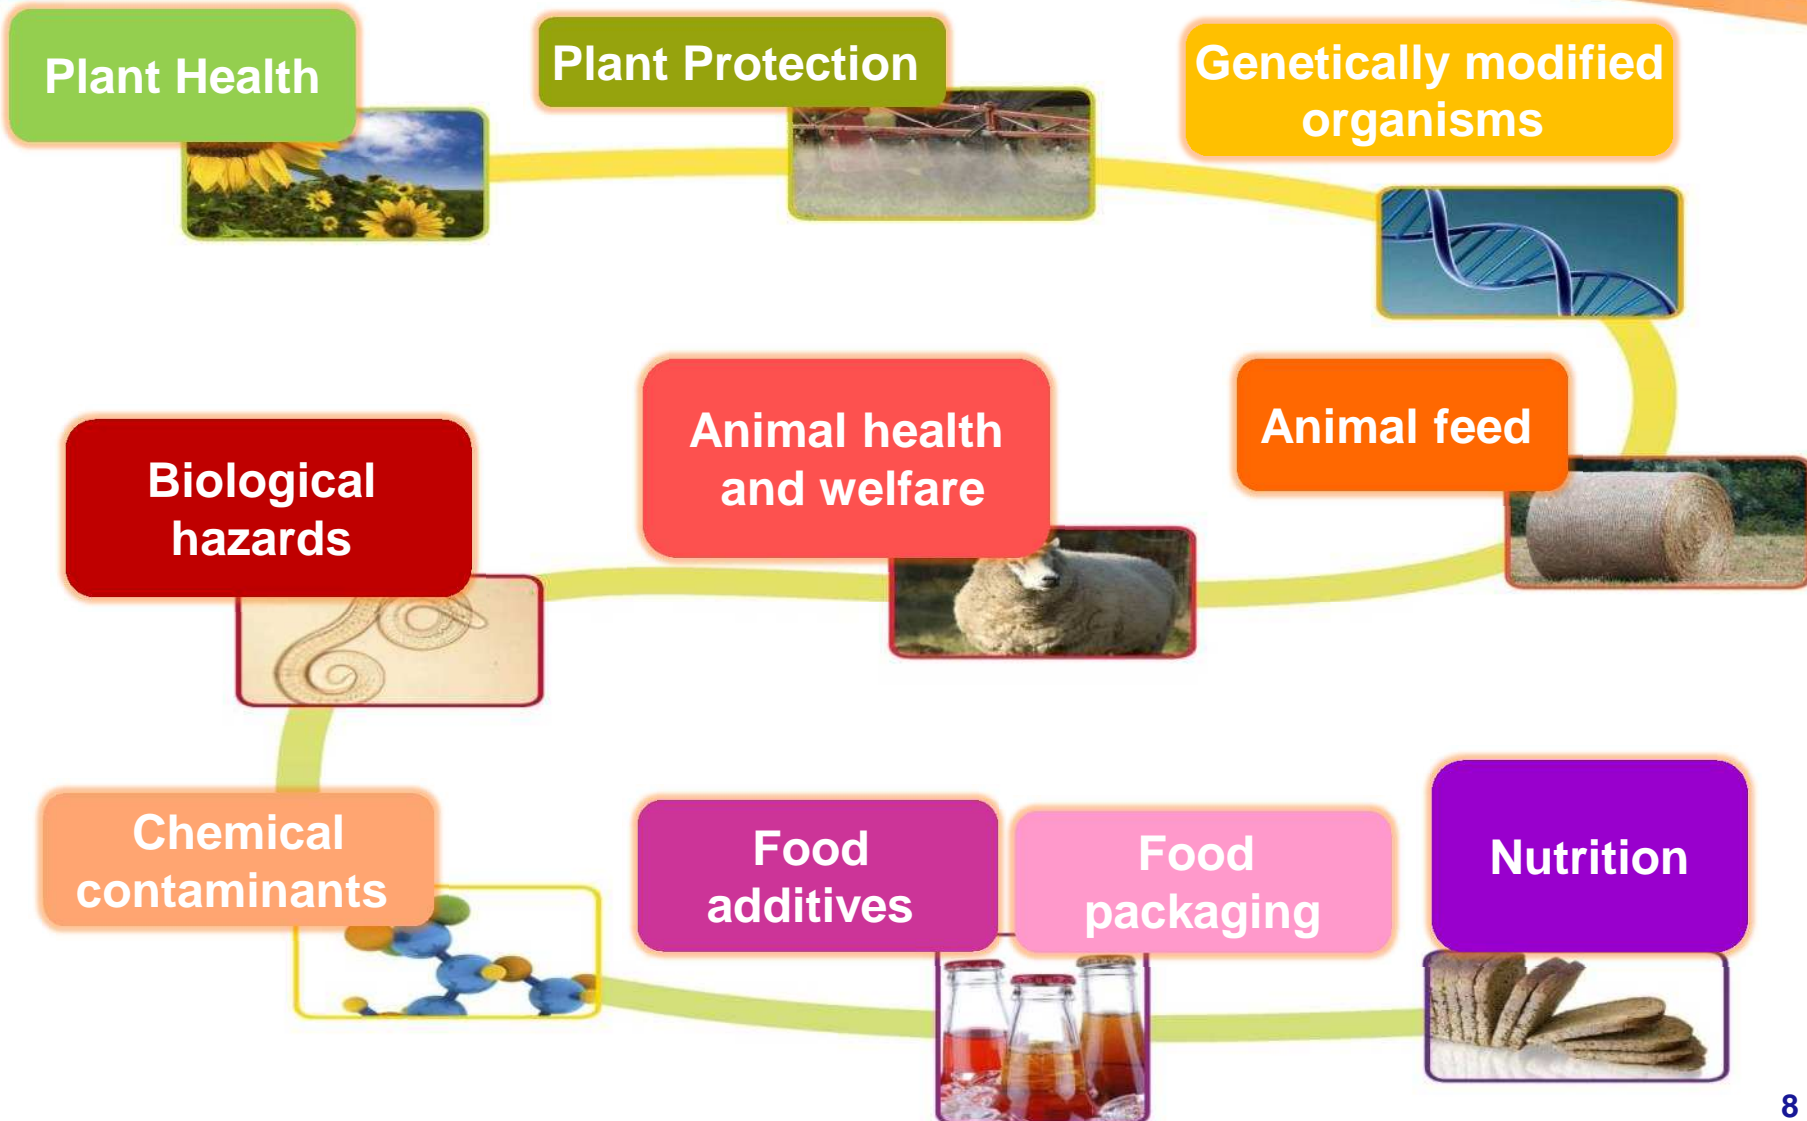 Plant Health
Plant Protection
Genetically modified
organisms
Biological
hazards
Animal health
and welfare
Animal feed
Chemical
contaminants
Food
additives
Food
packaging
Nutrition
8